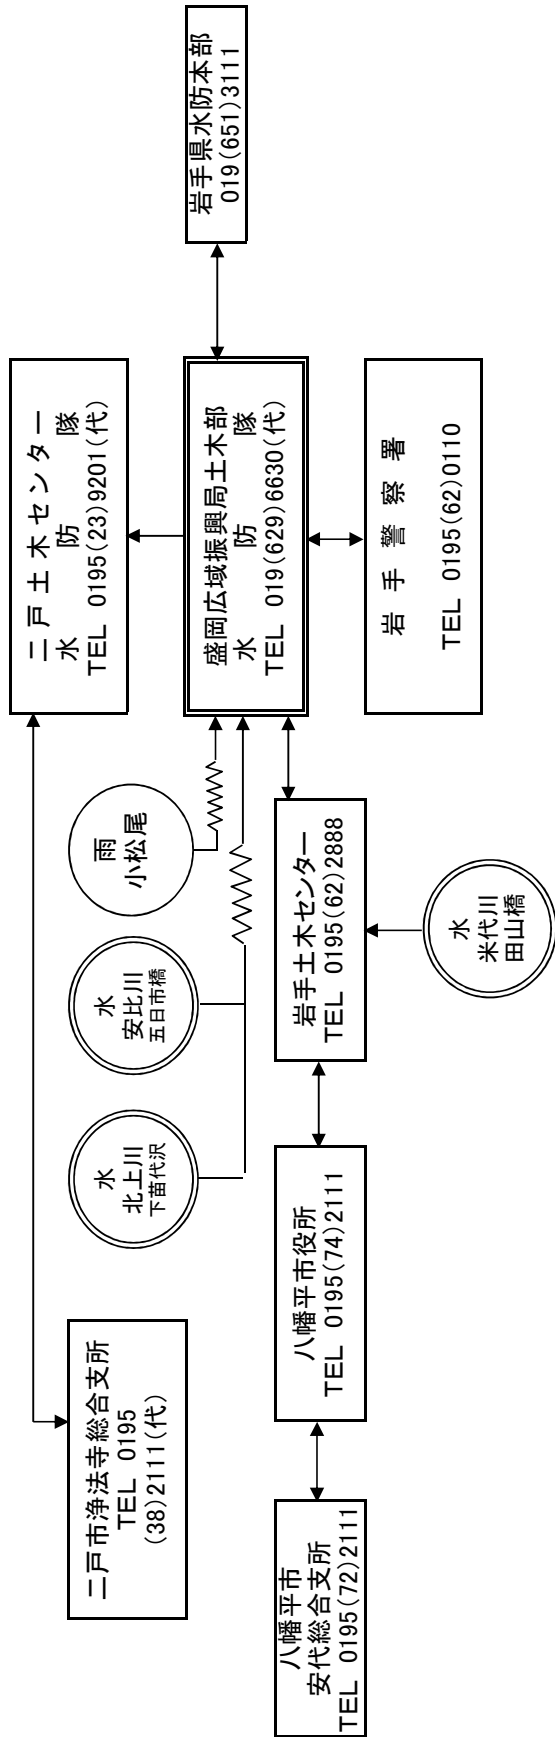 二戸市浄法寺総合支所
TEL 0195
(38)2111(代)
二戸土木センター
水 防 隊
TEL 0195(23)9201(代)
水
北上川
下苗代沢
水
安比川
五日市橋
雨
小松尾
盛岡広域振興局土木部
水 防 隊
TEL 019(629)6630(代)
岩手県水防本部
019(651)3111
八幡平市
安代総合支所
TEL 0195(72)2111
八幡平市役所
TEL 0195(74)2111
岩手土木センター
TEL 0195(62)2888
岩 手 警 察 署
TEL 0195(62)0110
水
米代川
田山橋